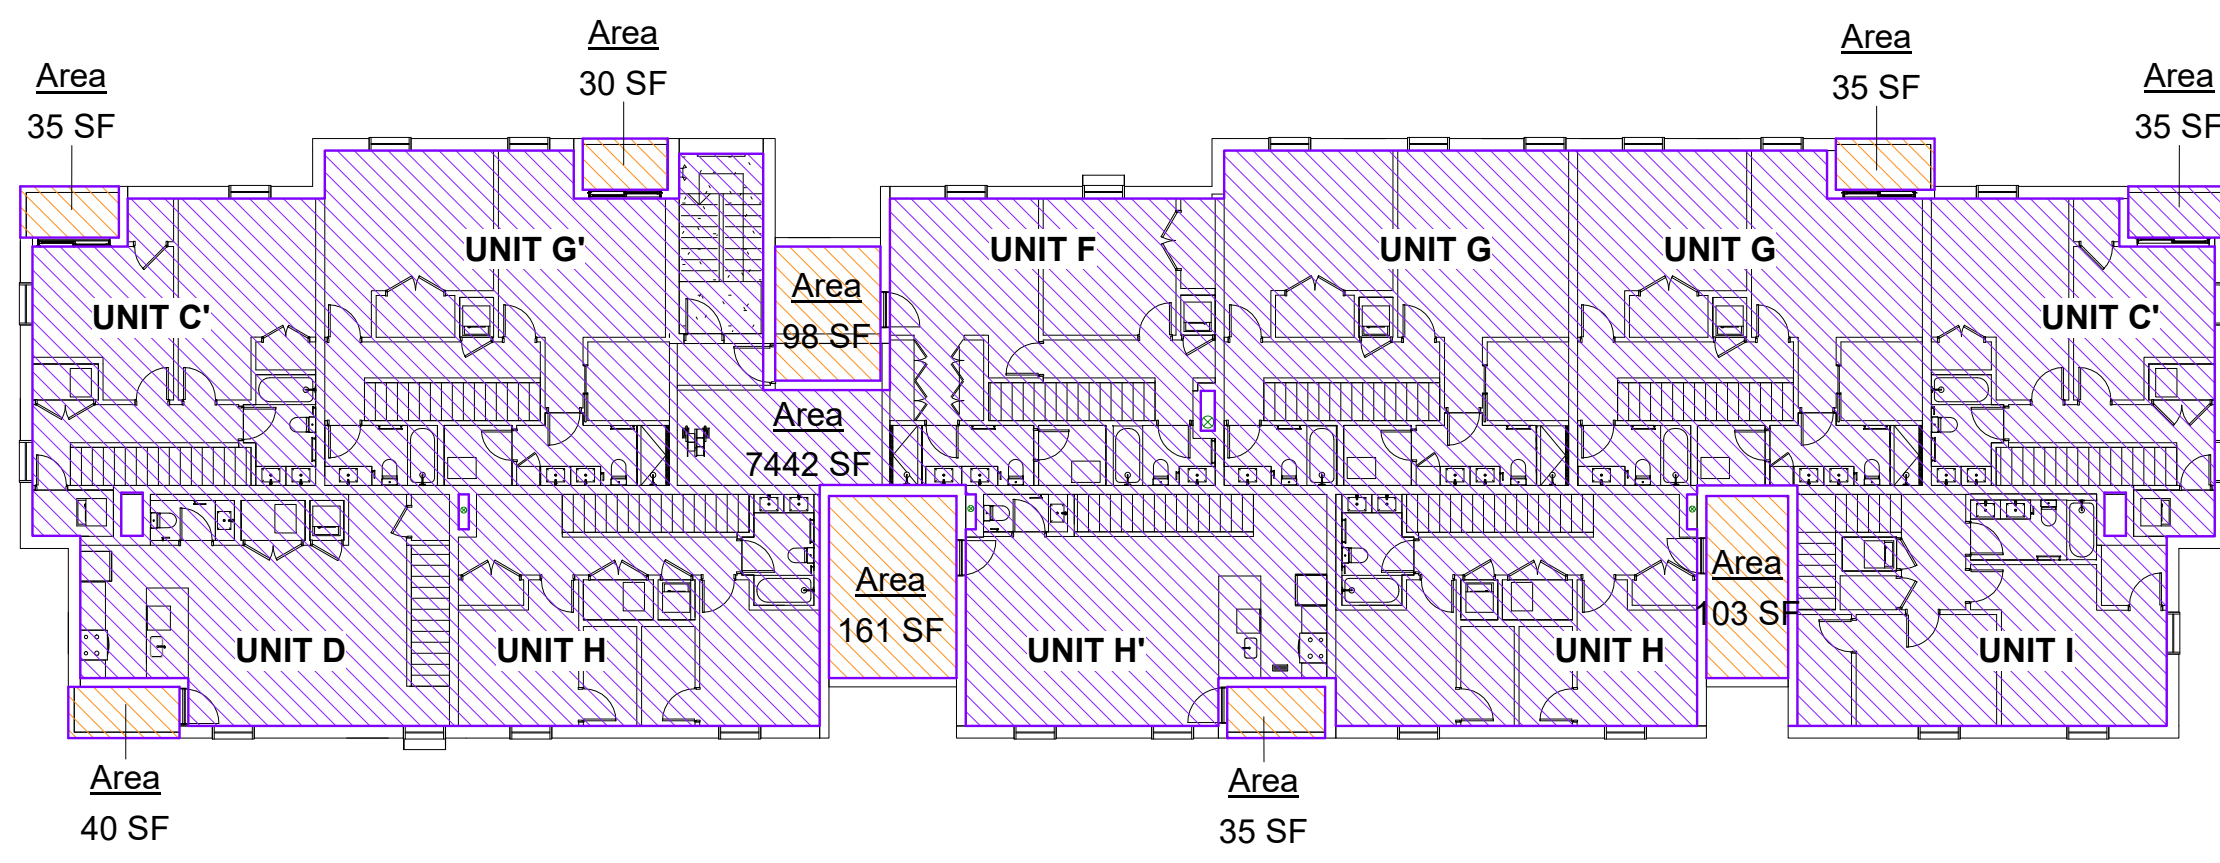 Area
30 SF
Area
35 SF
Area
35 SF
Area
35 SF
UNIT G'
UNIT F
UNIT G
UNIT G
UNIT C'
UNIT C'
Area
98 SF
Area
7442 SF
Area
161 SF
Area
103 SF
UNIT D
UNIT H
UNIT H'
UNIT H
UNIT I
Area
40 SF
Area
35 SF